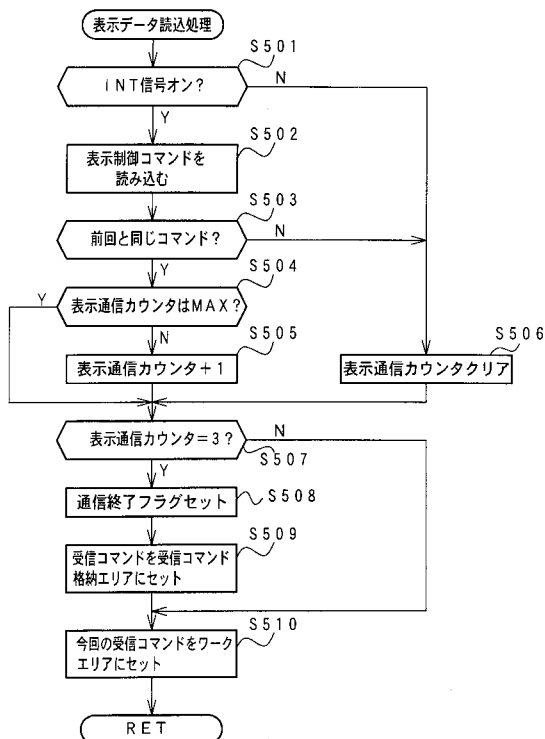 表示データ読込処理
S501
INT信号オン?
N
Y
S502
表示制御コマンドを
読み込む
S503
前回と同じコマンド?
N
Y
S504
Y
表示通信カウンタはMAX?
N
S505
S506
表示通信カウンタ+1
表示通信カウンタクリア
表示通信カウンタ=3?
N
S507
Y
通信終了フラグセット
S508
S509
受信コマンドを受信コマンド
格納エリアにセット
S510
今回の受信コマンドをワーク
エリアにセット
RET